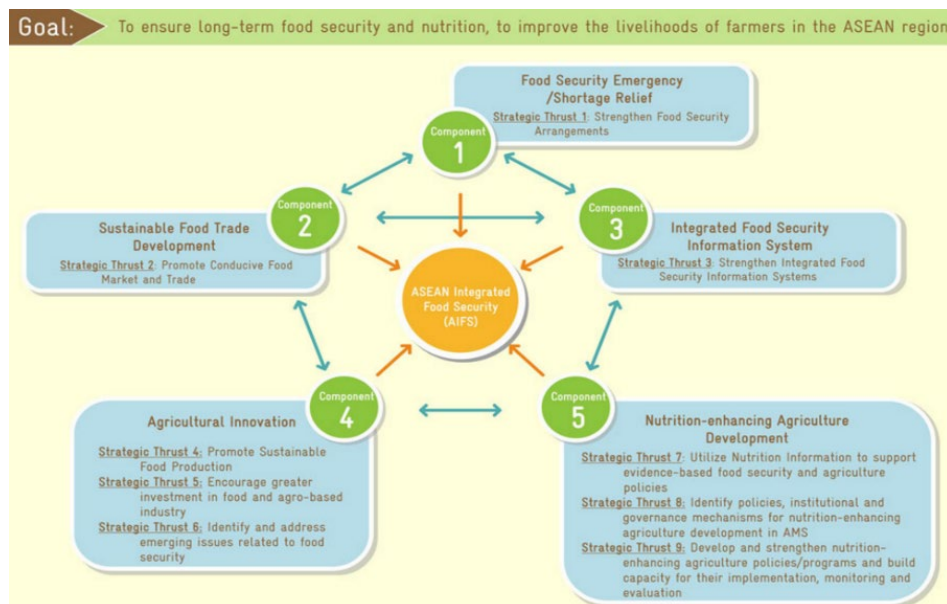 Goal:
To ensure long-term food security and nutrition, to improve the livelihoods of farmers in the ASEAN region
Food Security Emergency
/Shortage Relief
Strategic Thrust 1: Strengthen Food Security
Arrangements
Component
1
Component
2
Sustainable Food Trade
Development
Strategic Thrust 2: Promote Conducive Food
Market and Trade
Component
3
Integrated Food Security
Information System
Strategic Thrust 3: Strengthen Integrated Food
Security Information Systems
ASEAN Integrated
Food Security
(AIFS)
Component
4
Agricultural Innovation
Strategic Thrust 4: Promote Sustainable
Food Production
Strategic Thrust 5: Encourage greater
investment in food and agro-based
industry
Strategic Thrust 6: Identify and address
emerging issues related to food
security
Component
5
Nutrition-enhancing Agriculture
Development
Strategic Thrust 7: Utilize Nutrition Information to support
evidence-based food security and agriculture
policies
Strategic Thrust 8: Identify policies, institutional and
governance mechanisms for nutrition-enhancing
agriculture development in AMS
Strategic Thrust 9: Develop and strengthen nutrition-
enhancing agriculture policies/programs and build
capacity for their implementation, monitoring and
evaluation